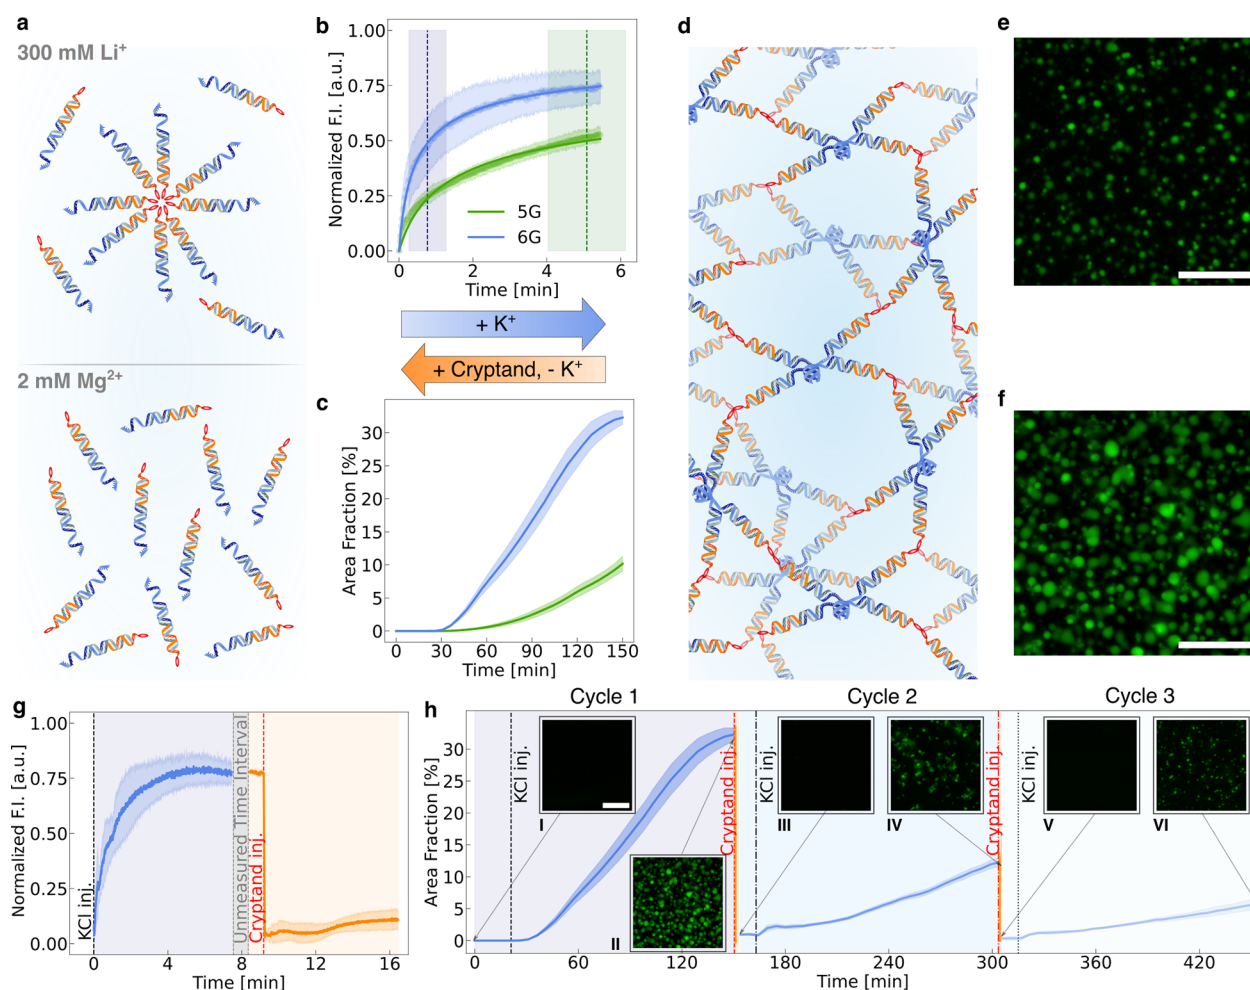 a
300 mM Li⁺
2 mM Mg²⁺
b
1.00
0.75
0.50
0.25
0.00
Normalized F.I. [a.u.]
5G
6G
0 2 4 6
Time [min]
+ K⁺
+ Cryptand, - K⁺
c
30
25
20
15
10
5
0
Area Fraction [%]
0 30 60 90 120 150
Time [min]
d
e
f
g
1.00
0.75
0.50
0.25
0.00
Normalized F.I. [a.u.]
KCl inj.
Unmeasured Time Interval
Cryptand inj.
0 4 8 12 16
Time [min]
h
Cycle 1
Cycle 2
Cycle 3
30
25
20
15
10
5
0
Area Fraction [%]
KCl inj.
I
II
Cryptand inj.
KCl inj.
III
IV
Cryptand inj.
KCl inj.
V
VI
0 60 120 180 240 300 360 420
Time [min]